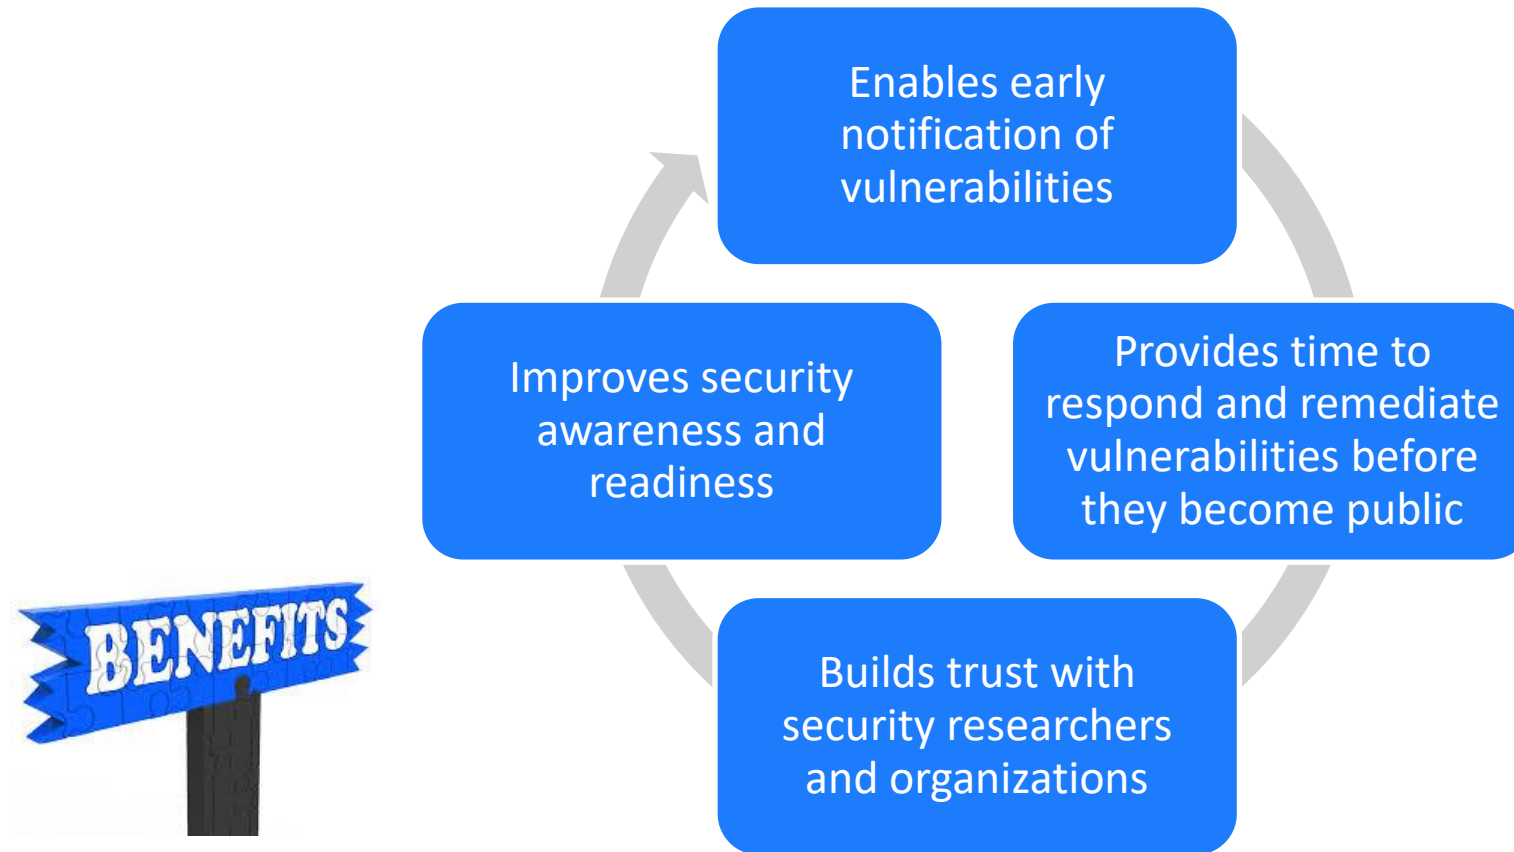 Enables early
notification of
vulnerabilities
Provides time to
respond and remediate
vulnerabilities before
they become public
Builds trust with
security researchers
and organizations
Improves security
awareness and
readiness
BENEFITS